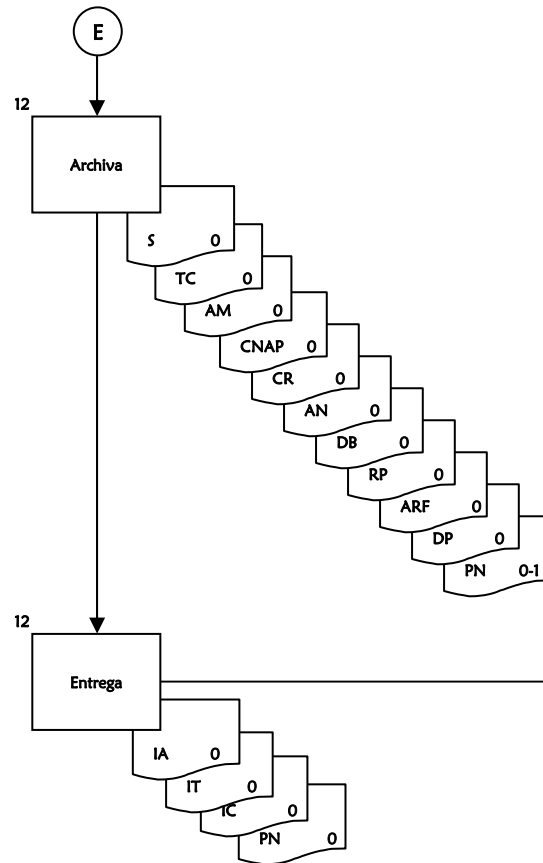 E
12
Archiva
S 0
TC 0
AM 0
CNAP 0
CR 0
AN 0
DB 0
RP 0
ARF 0
DP 0
PN 0-1
12
Entrega
IA 0
IT 0
IC 0
PN 0